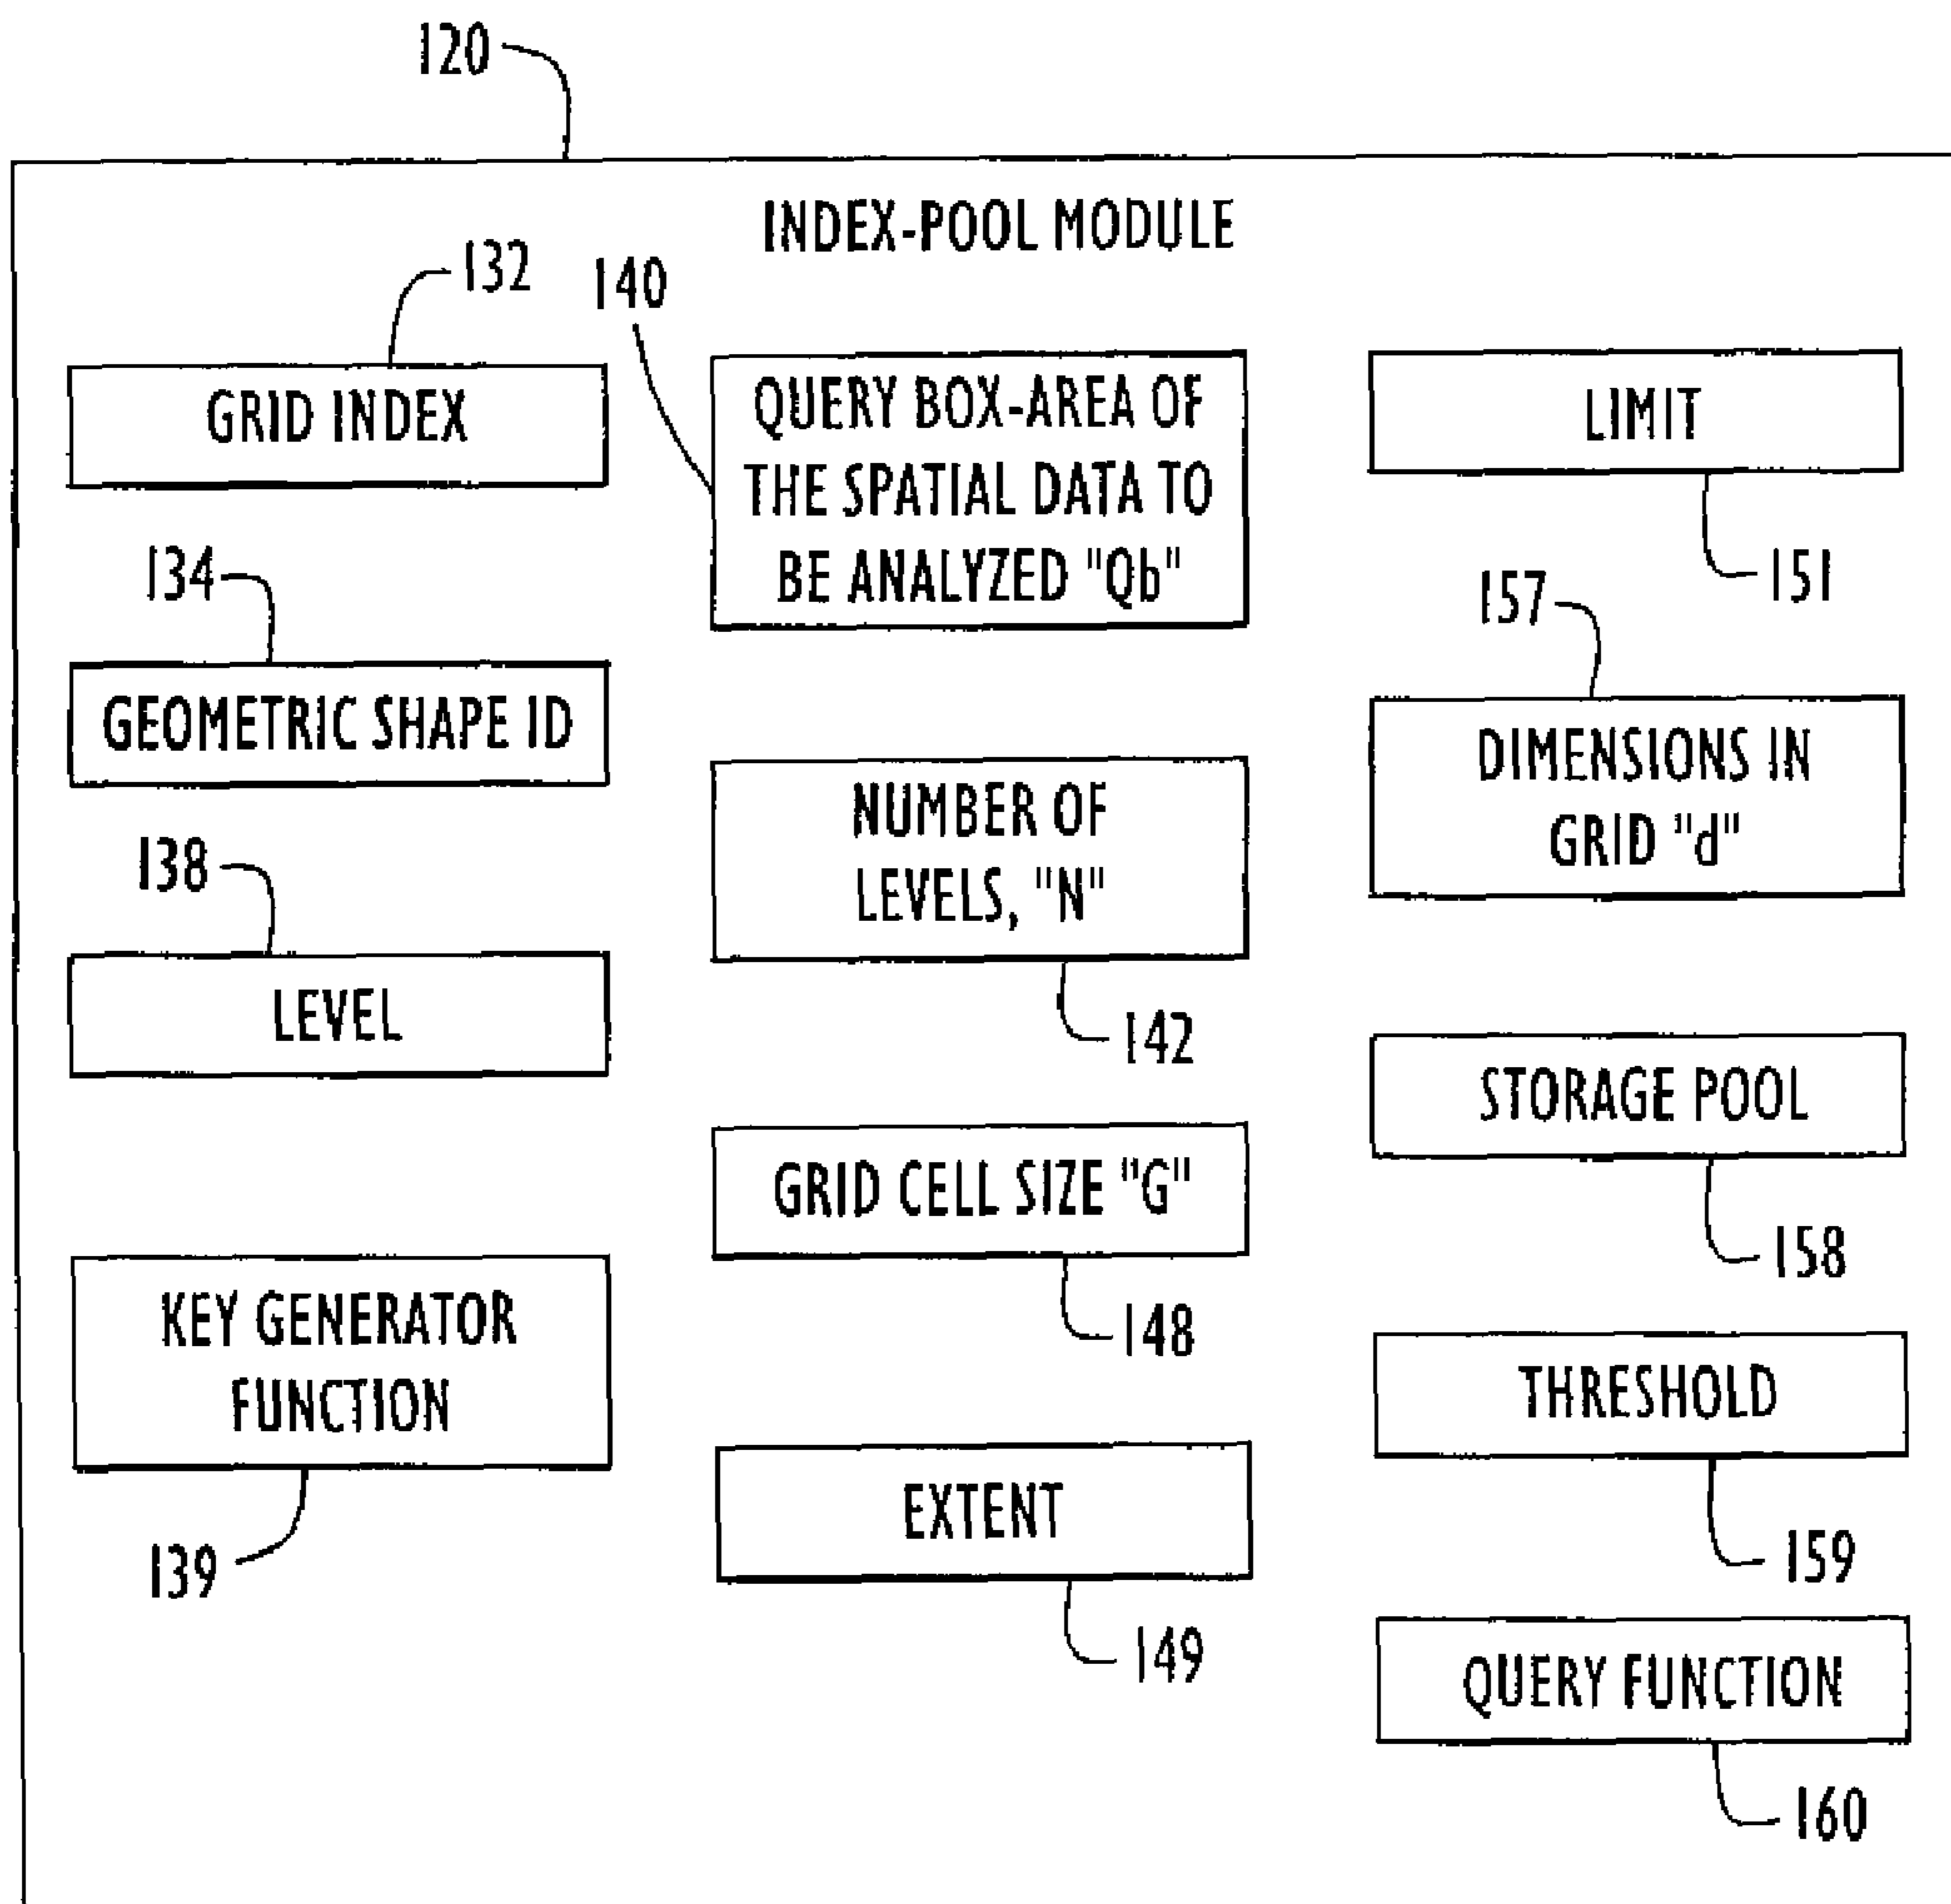 120
INDEX-POOL MODULE
132
GRID INDEX
134
GEOMETRIC SHAPE ID
138
LEVEL
KEY GENERATOR
FUNCTION
139
140
QUERY BOX-AREA OF
THE SPATIAL DATA TO
BE ANALYZED "Qb"
NUMBER OF
LEVELS, "N"
142
GRID CELL SIZE "G"
148
EXTENT
149
LIMIT
151
157
DIMENSIONS IN
GRID "d"
STORAGE POOL
158
THRESHOLD
159
QUERY FUNCTION
160